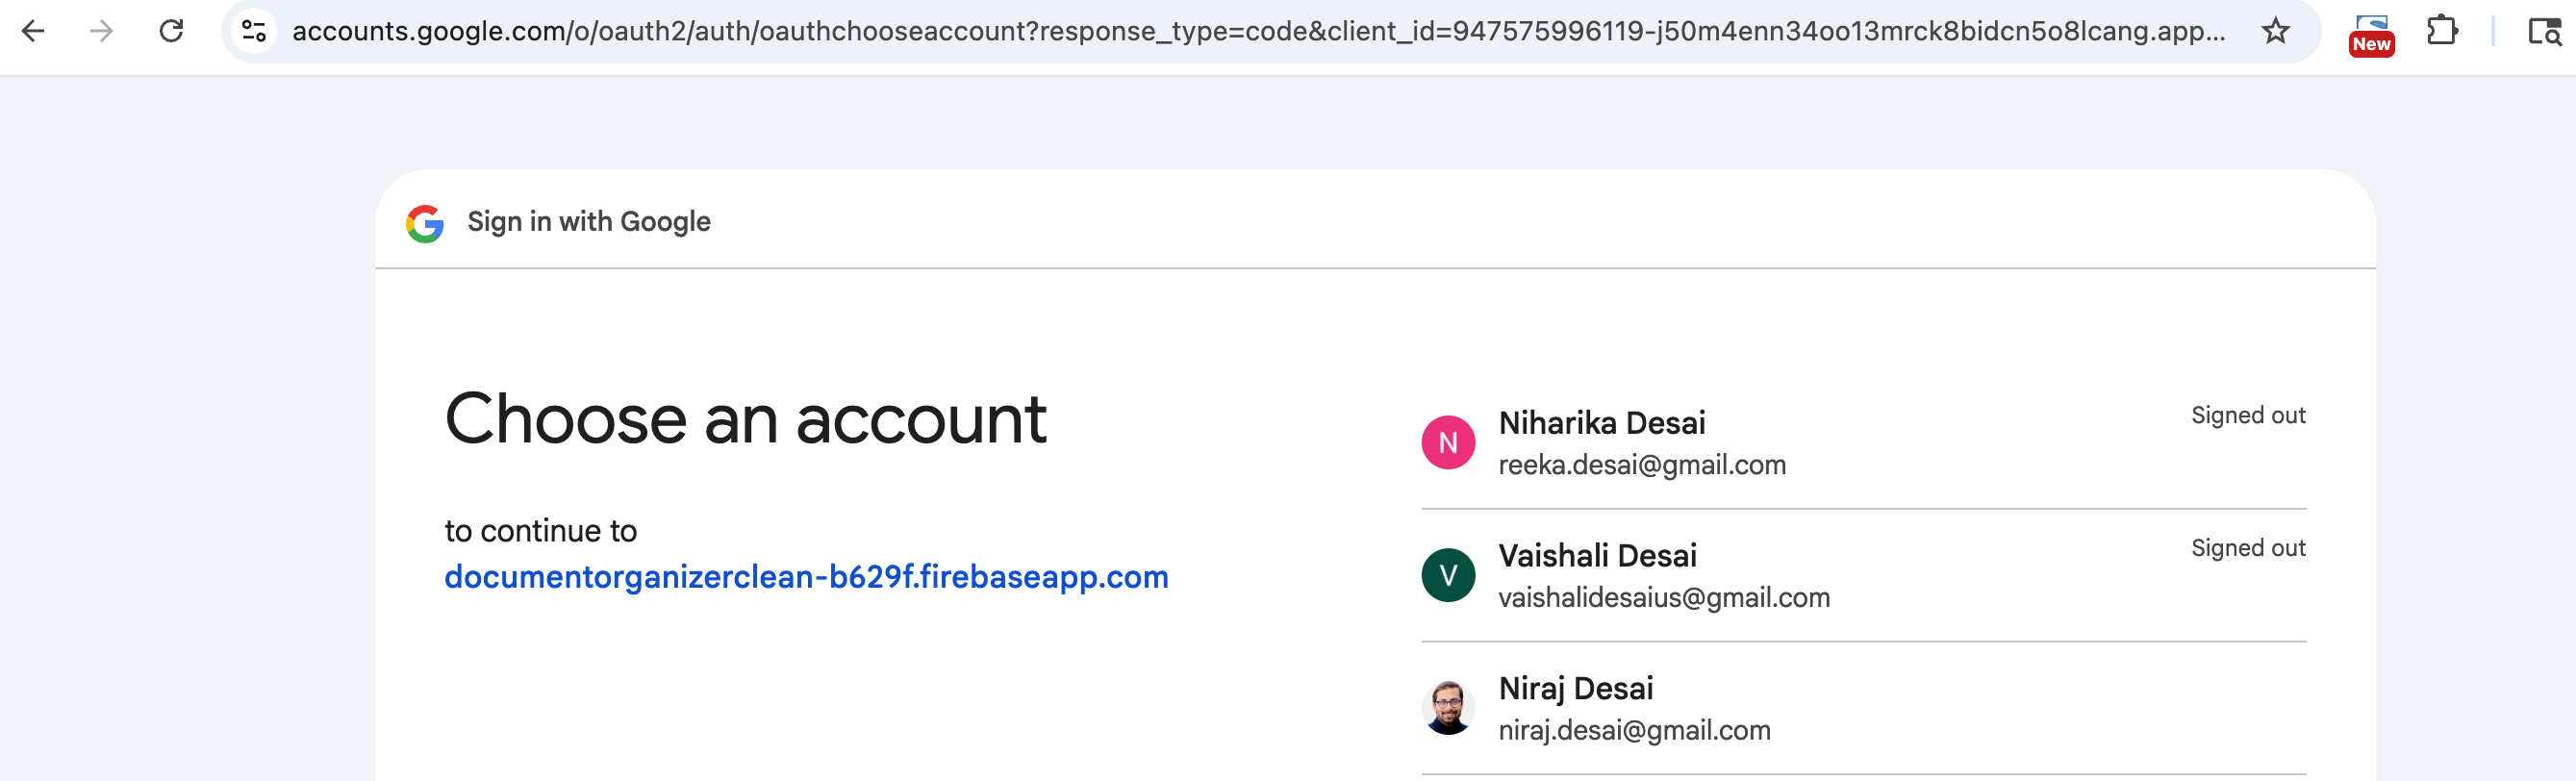 accounts.google.com/o/oauth2/auth/oauthchooseaccount?response_type=code&client_id=947575996119-j50m4enn34oo13mrck8bidcn5o8lcang.app...
New
Sign in with Google
Choose an account
to continue to
documentorganizerclean-b629f.firebaseapp.com
N
Niharika Desai
Signed out
reeka.desai@gmail.com
V
Vaishali Desai
Signed out
vaishalidesaius@gmail.com
Niraj Desai
niraj.desai@gmail.com